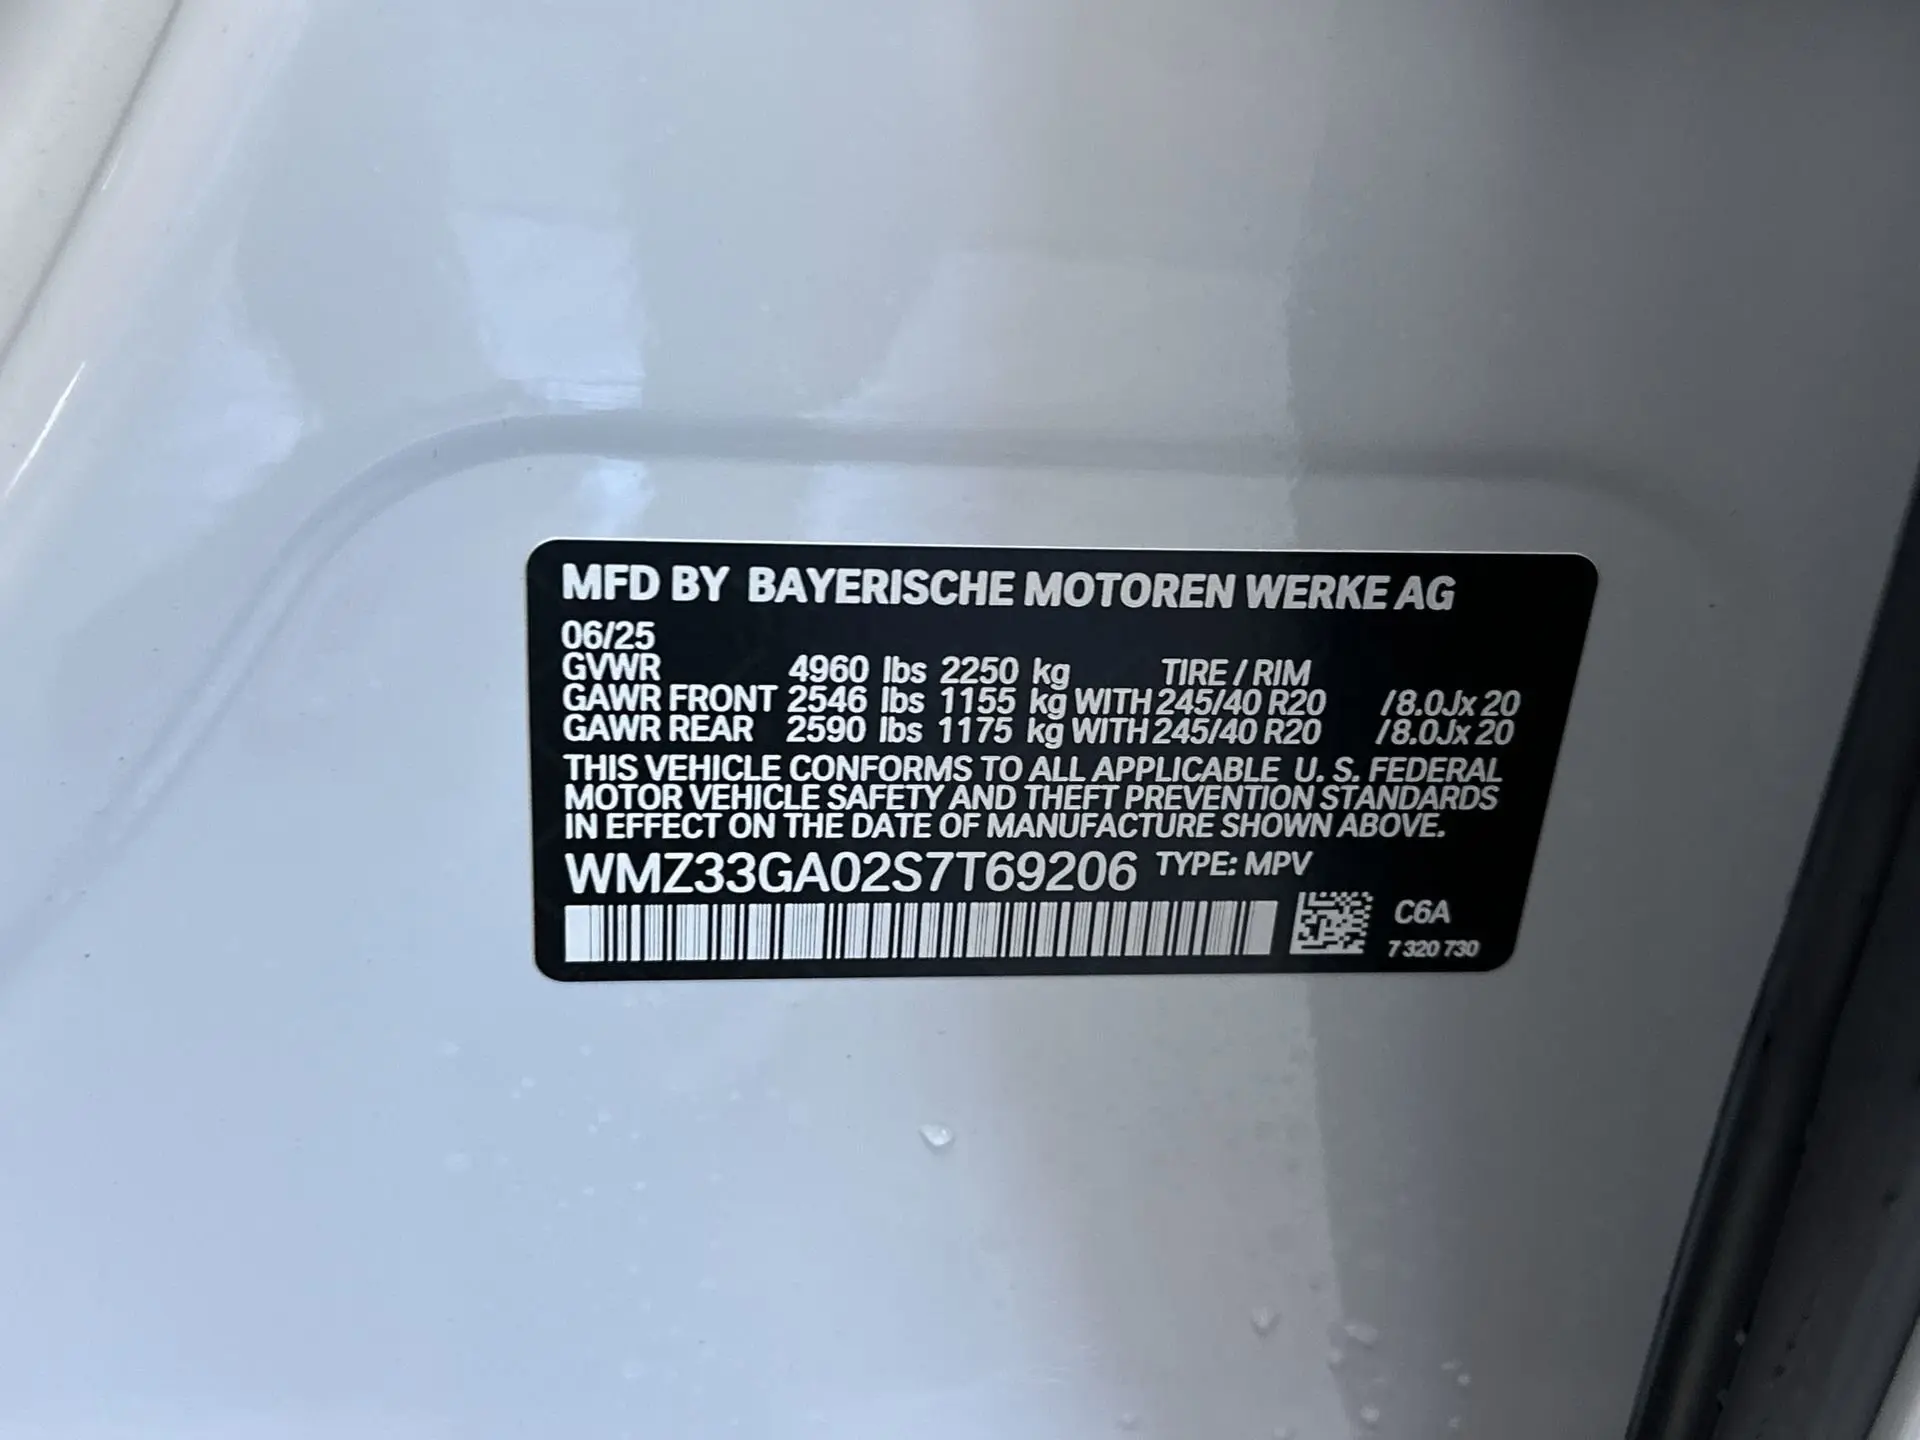 MFD BY BAYERISCHE MOTOREN WERKE AG
06/25
GVWR 4960 lbs 2250 kg TIRE / RIM
GAWR FRONT 2546 lbs 1155 kg WITH 245/40 R20 / 8.0Jx 20
GAWR REAR 2590 lbs 1175 kg WITH 245/40 R20 / 8.0Jx 20
THIS VEHICLE CONFORMS TO ALL APPLICABLE U. S. FEDERAL
MOTOR VEHICLE SAFETY AND THEFT PREVENTION STANDARDS
IN EFFECT ON THE DATE OF MANUFACTURE SHOWN ABOVE.
WMZ33GA02S7T69206 TYPE: MPV
C6A
7 320 730